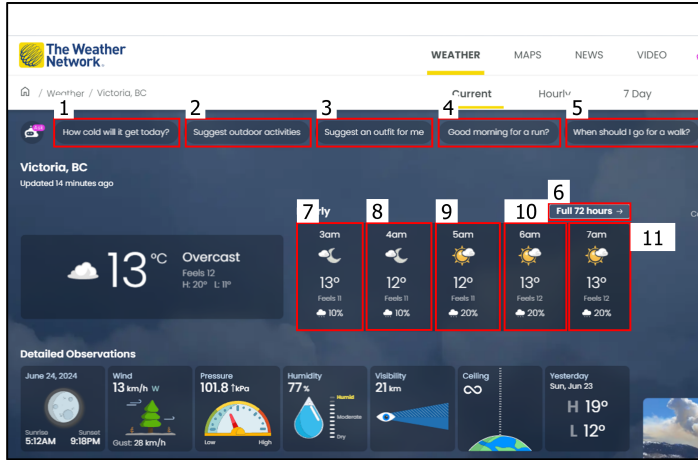 The Weather
Network.
WEATHER MAPS NEWS VIDEO
/ Weather / Victoria, BC
Current Hourly 7 Day
1 2 3 4 5
How cold will it get today?
Suggest outdoor activities
Suggest an outfit for me
Good morning for a run?
When should I go for a walk?
Victoria, BC
Updated 14 minutes ago
6
Full 72 hours →
7 8 9 10 11
3am 4am 5am 6am 7am
13° 12° 12° 13° 13°
Feels 11 Feels 11 Feels 11 Feels 12 Feels 12
10% 10% 20% 20% 20%
13°C
Overcast
Feels 12
H: 20° L: 11°
Detailed Observations
June 24, 2024
Sunrise Sunset
5:12AM 9:18PM
Wind
13 km/h W
Gust: 28 km/h
Pressure
101.8 ↑kPa
Low High
Humidity
77%
Humid
Moderate
Dry
Visibility
21 km
Ceiling
∞
Yesterday
Sun, Jun 23
H 19°
L 12°